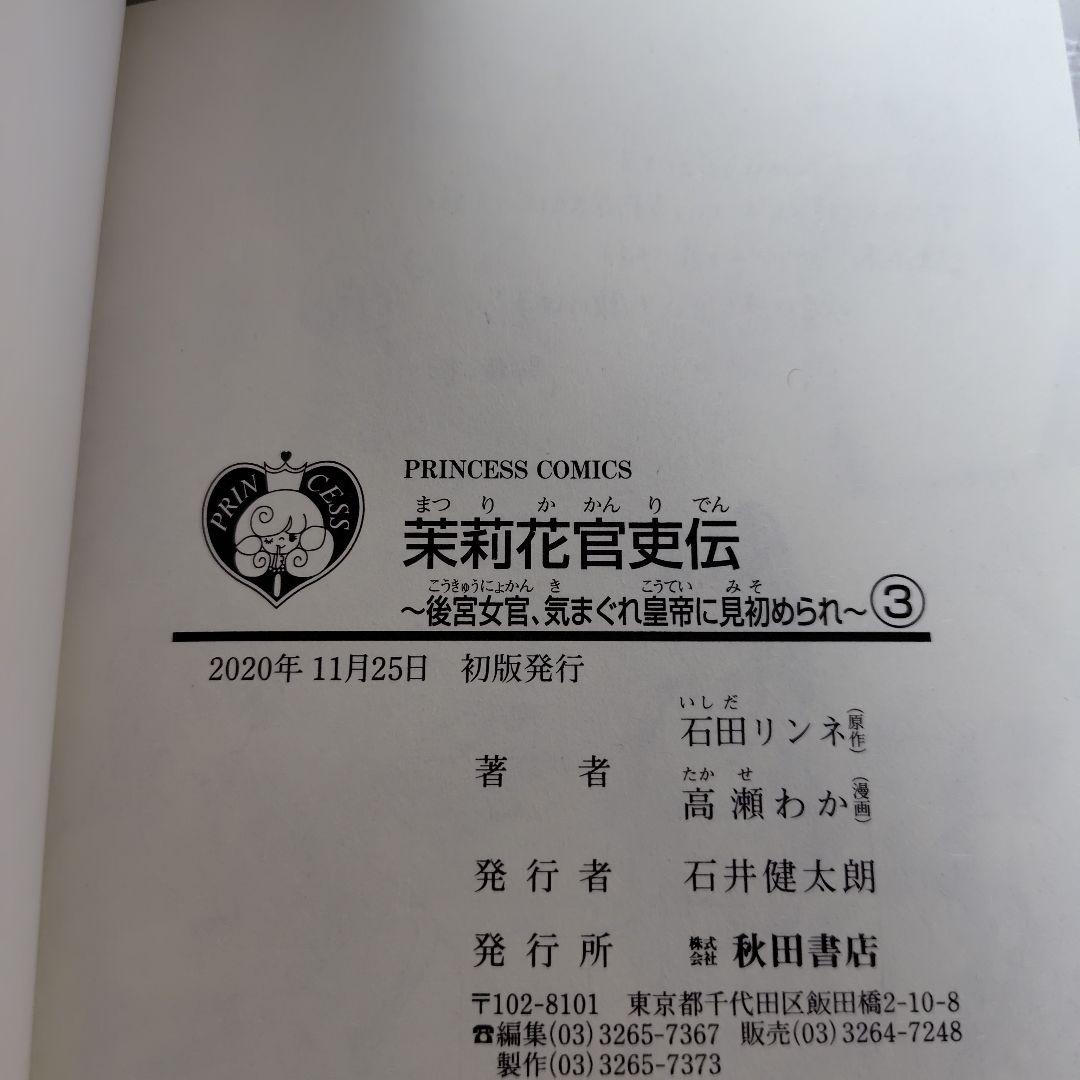 PRINCESS
PRINCESS COMICS
まつ り か かん り でん
茉莉花官吏伝
こうきゅうにょかん き こうてい み そ
～後宮女官、気まぐれ皇帝に見初められ～③
2020年 11月25日 初版発行
いし だ
石田リンネ(原作)
著者
たか せ
高瀬わか(漫画)
発行者 石井健太朗
発行所 株式会社 秋田書店
〒102-8101 東京都千代田区飯田橋2-10-8
☎編集(03)3265-7367 販売(03)3264-7248
製作(03)3265-7373